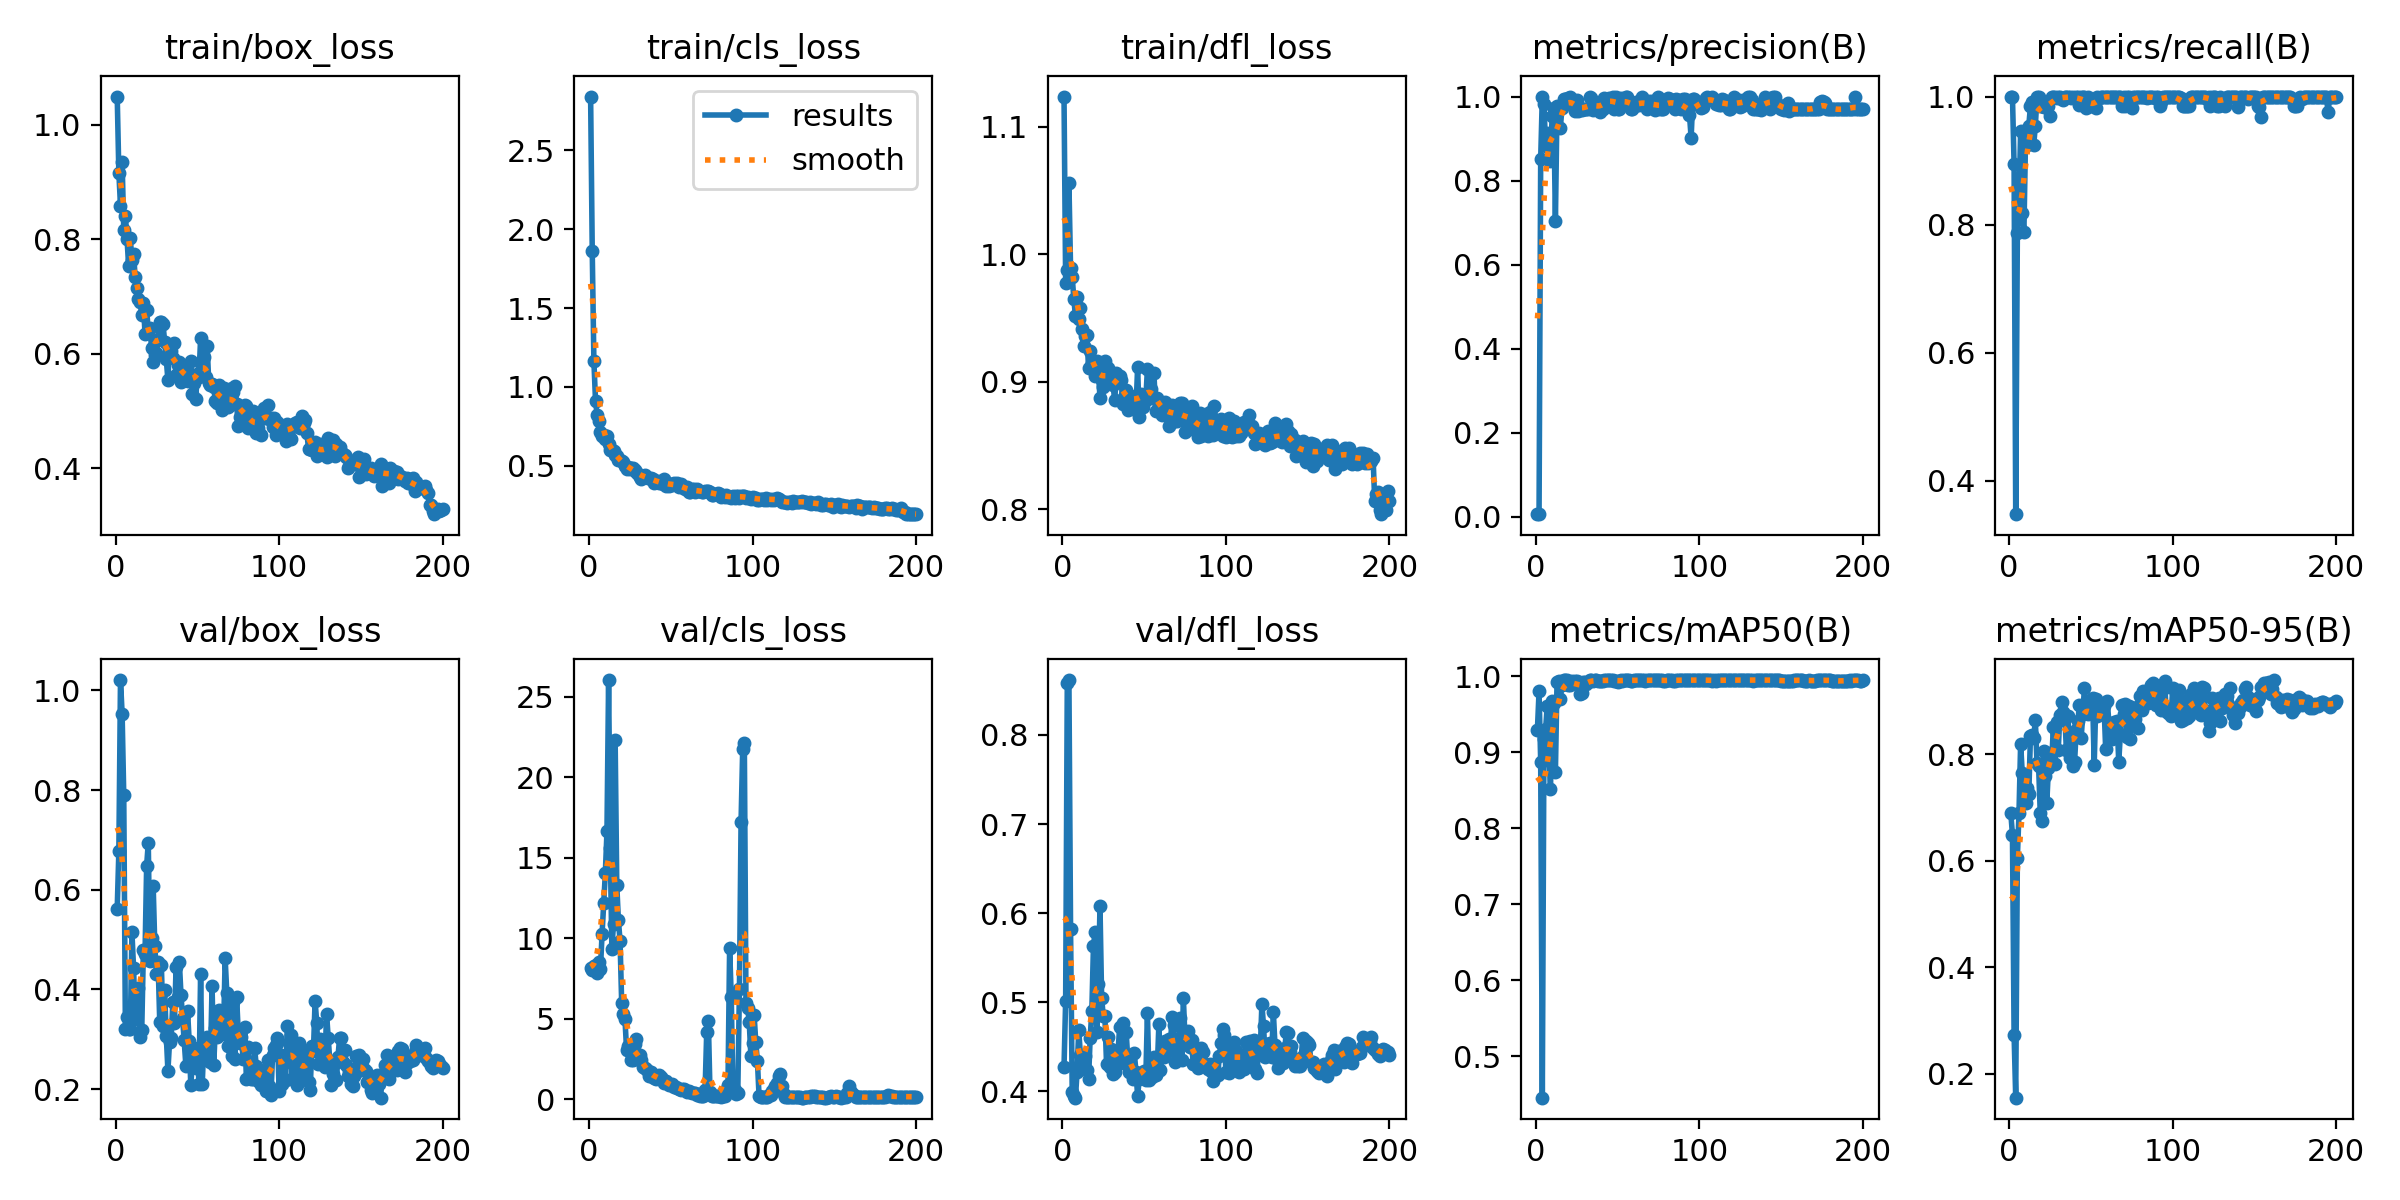 train/box_loss
1.0
0.8
0.6
0.4
0 100 200
train/cls_loss
results
smooth
2.5
2.0
1.5
1.0
0.5
0 100 200
train/dfl_loss
1.1
1.0
0.9
0.8
0 100 200
metrics/precision(B)
1.0
0.8
0.6
0.4
0.2
0.0
0 100 200
metrics/recall(B)
1.0
0.8
0.6
0.4
0 100 200
val/box_loss
1.0
0.8
0.6
0.4
0.2
0 100 200
val/cls_loss
25
20
15
10
5
0
0 100 200
val/dfl_loss
0.8
0.7
0.6
0.5
0.4
0 100 200
metrics/mAP50(B)
1.0
0.9
0.8
0.7
0.6
0.5
0 100 200
metrics/mAP50-95(B)
0.8
0.6
0.4
0.2
0 100 200